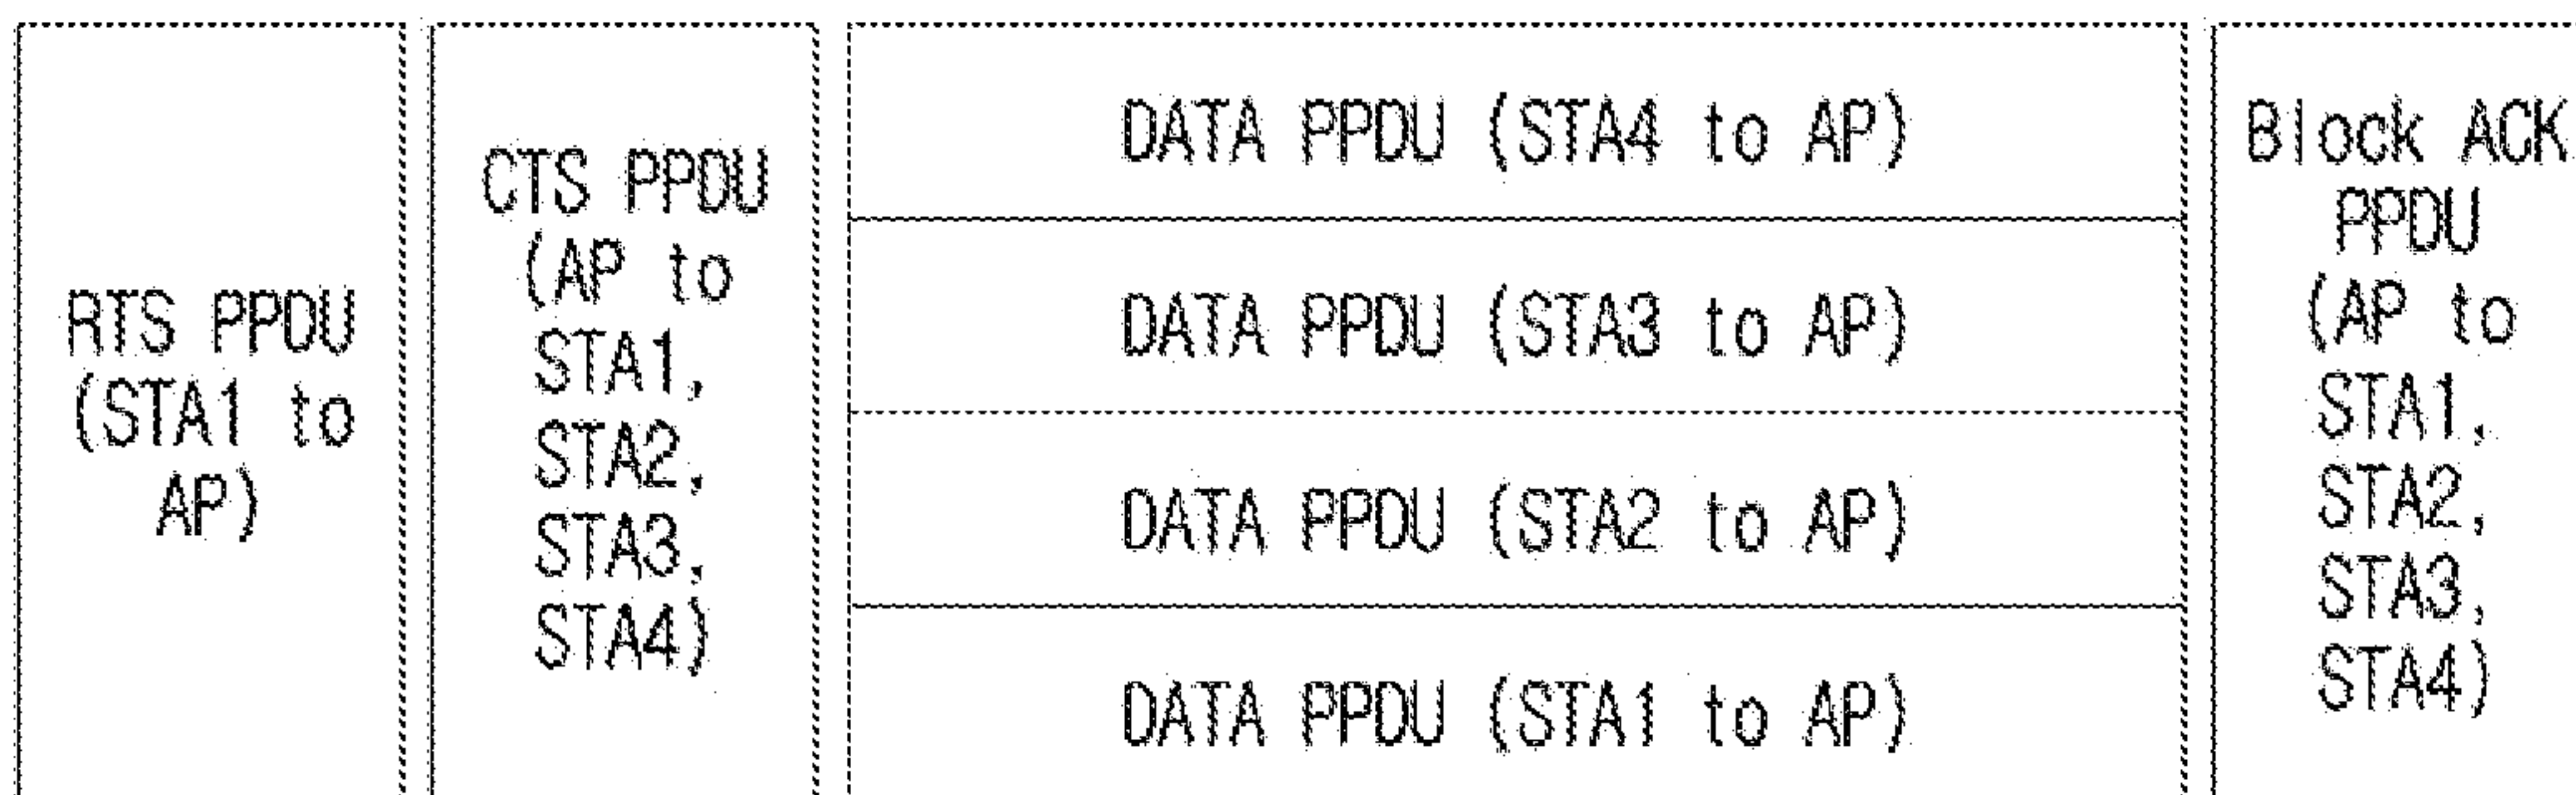 RTS PPDU
(STA1 to
AP)
CTS PPDU
(AP to
STA1,
STA2,
STA3,
STA4)
DATA PPDU (STA4 to AP)
DATA PPDU (STA3 to AP)
DATA PPDU (STA2 to AP)
DATA PPDU (STA1 to AP)
Block ACK
PPDU
(AP to
STA1,
STA2,
STA3,
STA4)